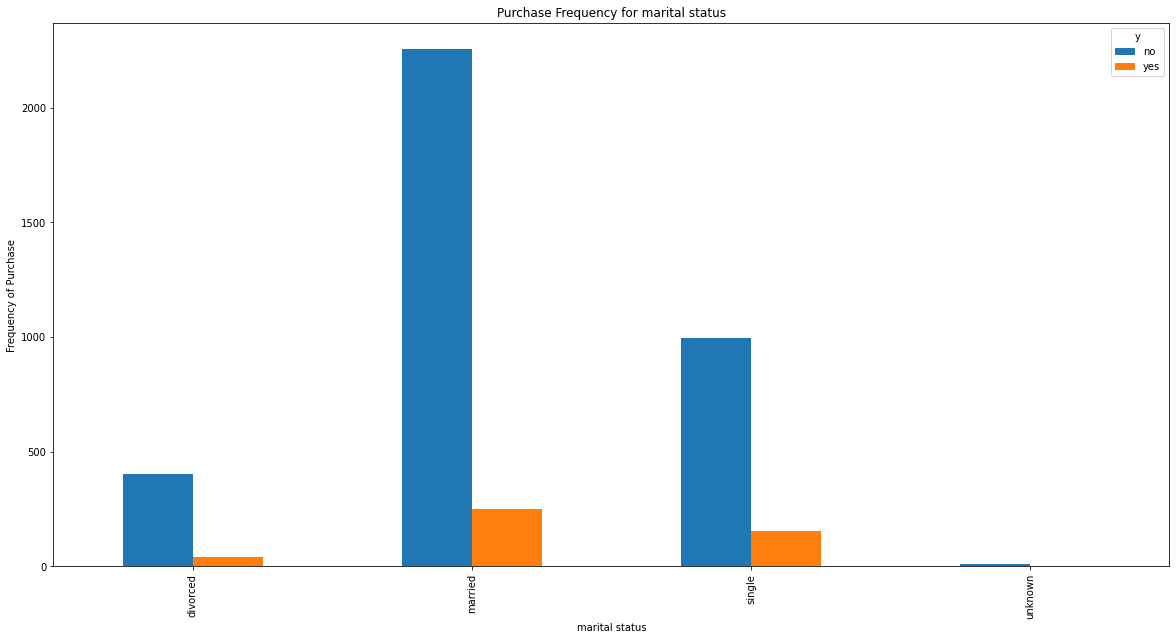 Purchase Frequency for marital status
y
no
yes
Frequency of Purchase
2000
1500
1000
500
0
divorced
married
single
unknown
marital status